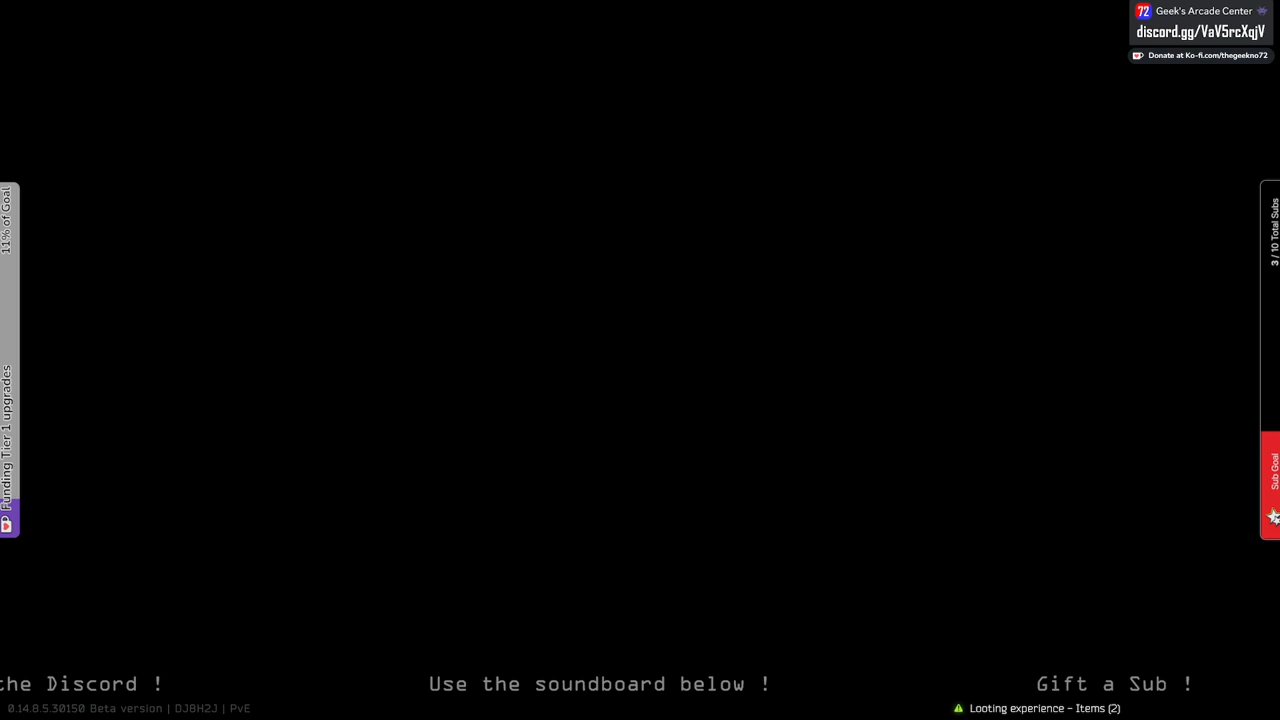 72 Geek's Arcade Center
discord.gg/VaV5rcXqjV
Donate at Ko-fi.com/thegeekno72
11% of Goal
Funding Tier 1 upgrades
3 / 10 Total Subs
Sub Goal
the Discord !
Use the soundboard below !
Gift a Sub !
0.14.8.5.30150 Beta version | DJ8H2J | PvE
Looting experience – Items (2)